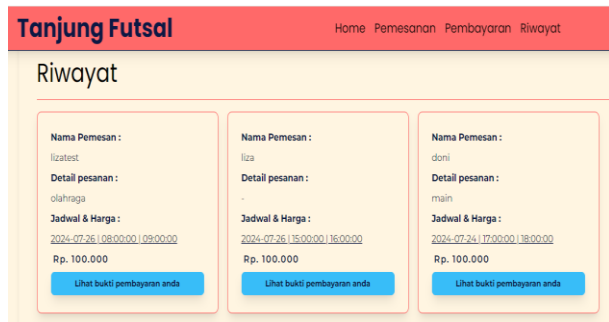 Tanjung Futsal
Home Pemesanan Pembayaran Riwayat
Riwayat
Nama Pemesan :
lizatest
Detail pesanan :
olahraga
Jadwal & Harga :
2024-07-26 | 08:00:00 | 09:00:00
Rp. 100.000
Lihat bukti pembayaran anda
Nama Pemesan :
liza
Detail pesanan :
-
Jadwal & Harga :
2024-07-26 | 15:00:00 | 16:00:00
Rp. 100.000
Lihat bukti pembayaran anda
Nama Pemesan :
doni
Detail pesanan :
main
Jadwal & Harga :
2024-07-24 | 17:00:00 | 18:00:00
Rp. 100.000
Lihat bukti pembayaran anda